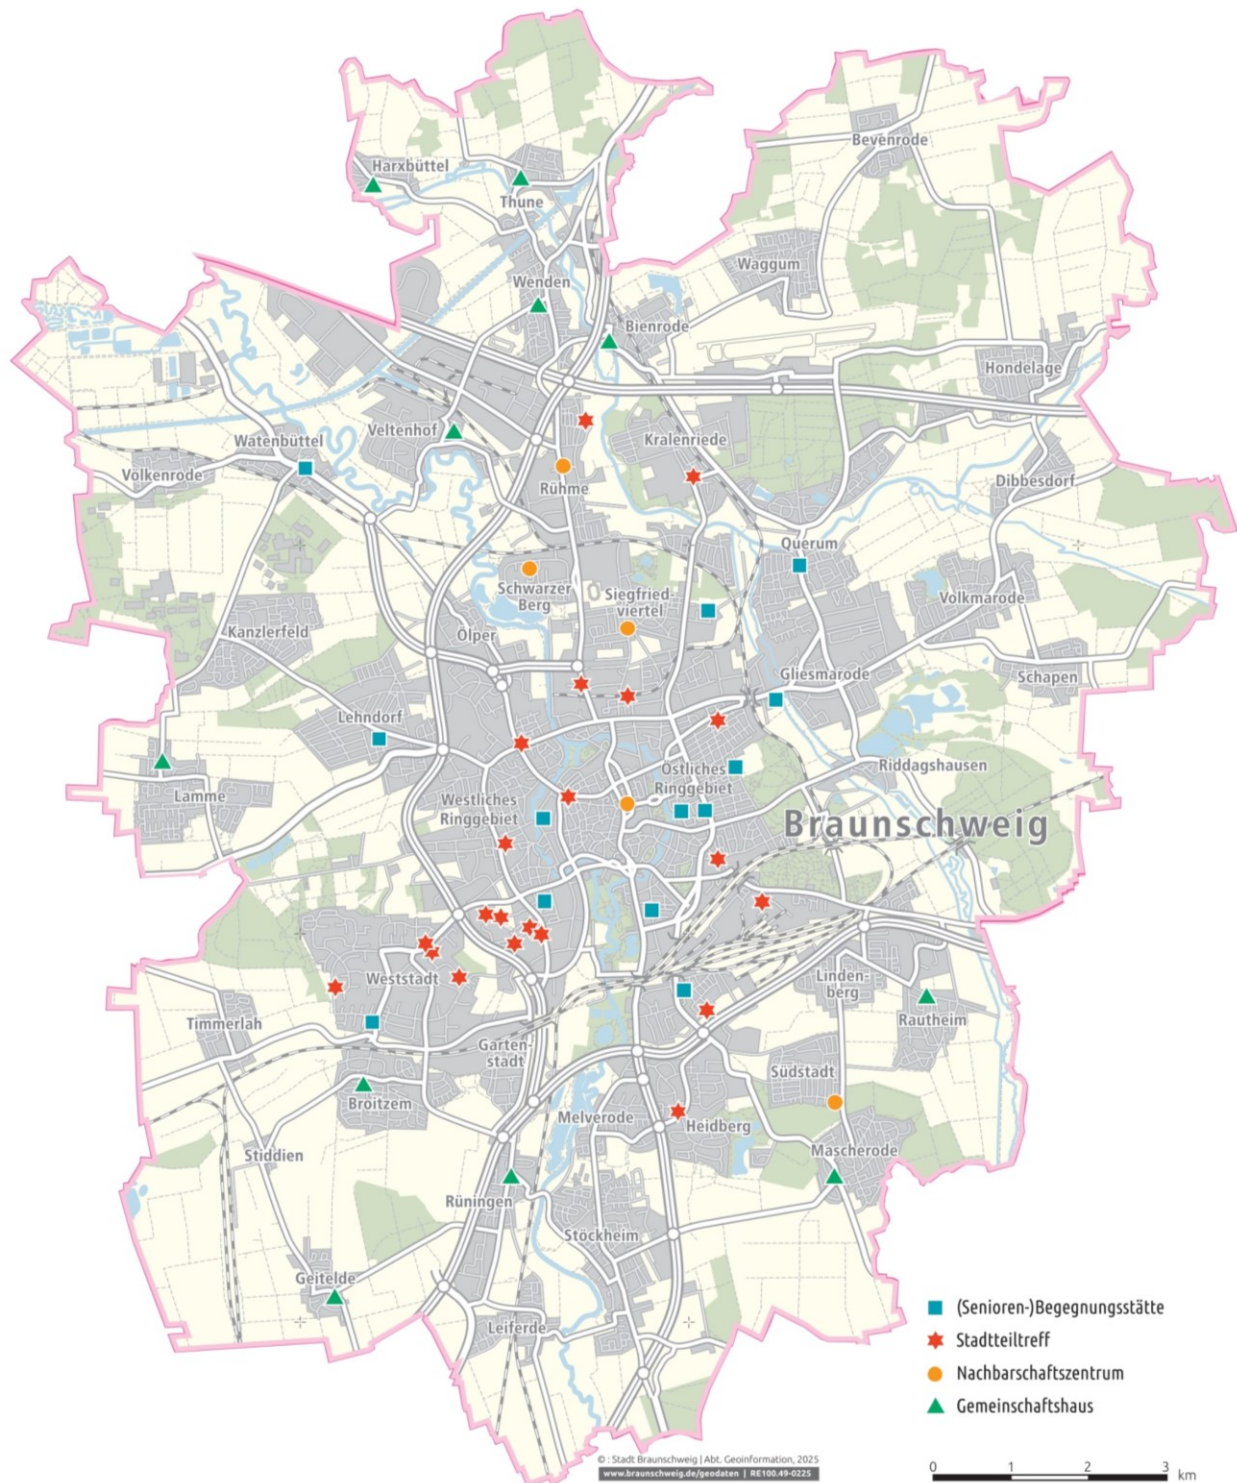 Bevenrode
Harxbüttel
Thune
Waggum
Wenden
Bienrode
Hondelage
Veltenhof
Kralenriede
Watenbüttel
Volkenrode
Rühme
Dibbesdorf
Querum
Schwarzer
Berg
Siegfried-
viertel
Volkmarode
Kanzlerfeld
Ölper
Gliesmarode
Schapen
Lehndorf
Riddagshausen
Östliches
Ringgebiet
Lamme
Westliches
Ringgebiet
Braunschweig
Weststadt
Linden-
berg
Timmerlah
Rautheim
Garten-
stadt
Südstadt
Broitzem
Melverode
Heidberg
Mascherode
Stiddien
Rüningen
Stöckheim
Geitelde
Leiferde
(Senioren-)Begegnungsstätte
Stadtteiltreff
Nachbarschaftszentrum
Gemeinschaftshaus
© : Stadt Braunschweig | Abt. Geoinformation, 2025
www.braunschweig.de/geodaten | RE100.49-0225
0 1 2 3 km